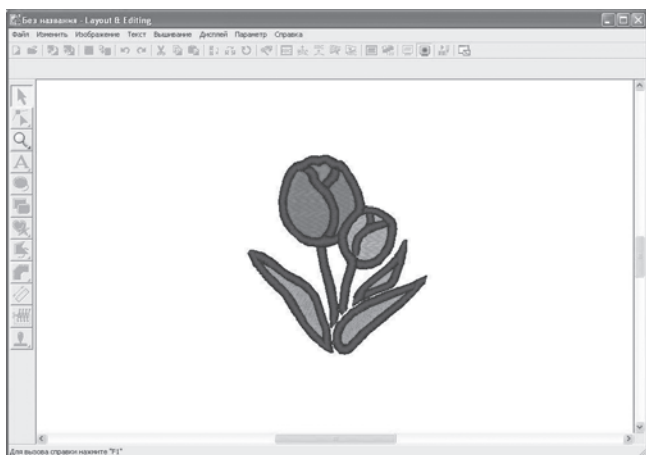 Без названия - Layout & Editing
Файл Изменить Изображение Текст Вышивание Дисплей Параметр Справка
Для вызова справки нажмите "F1"